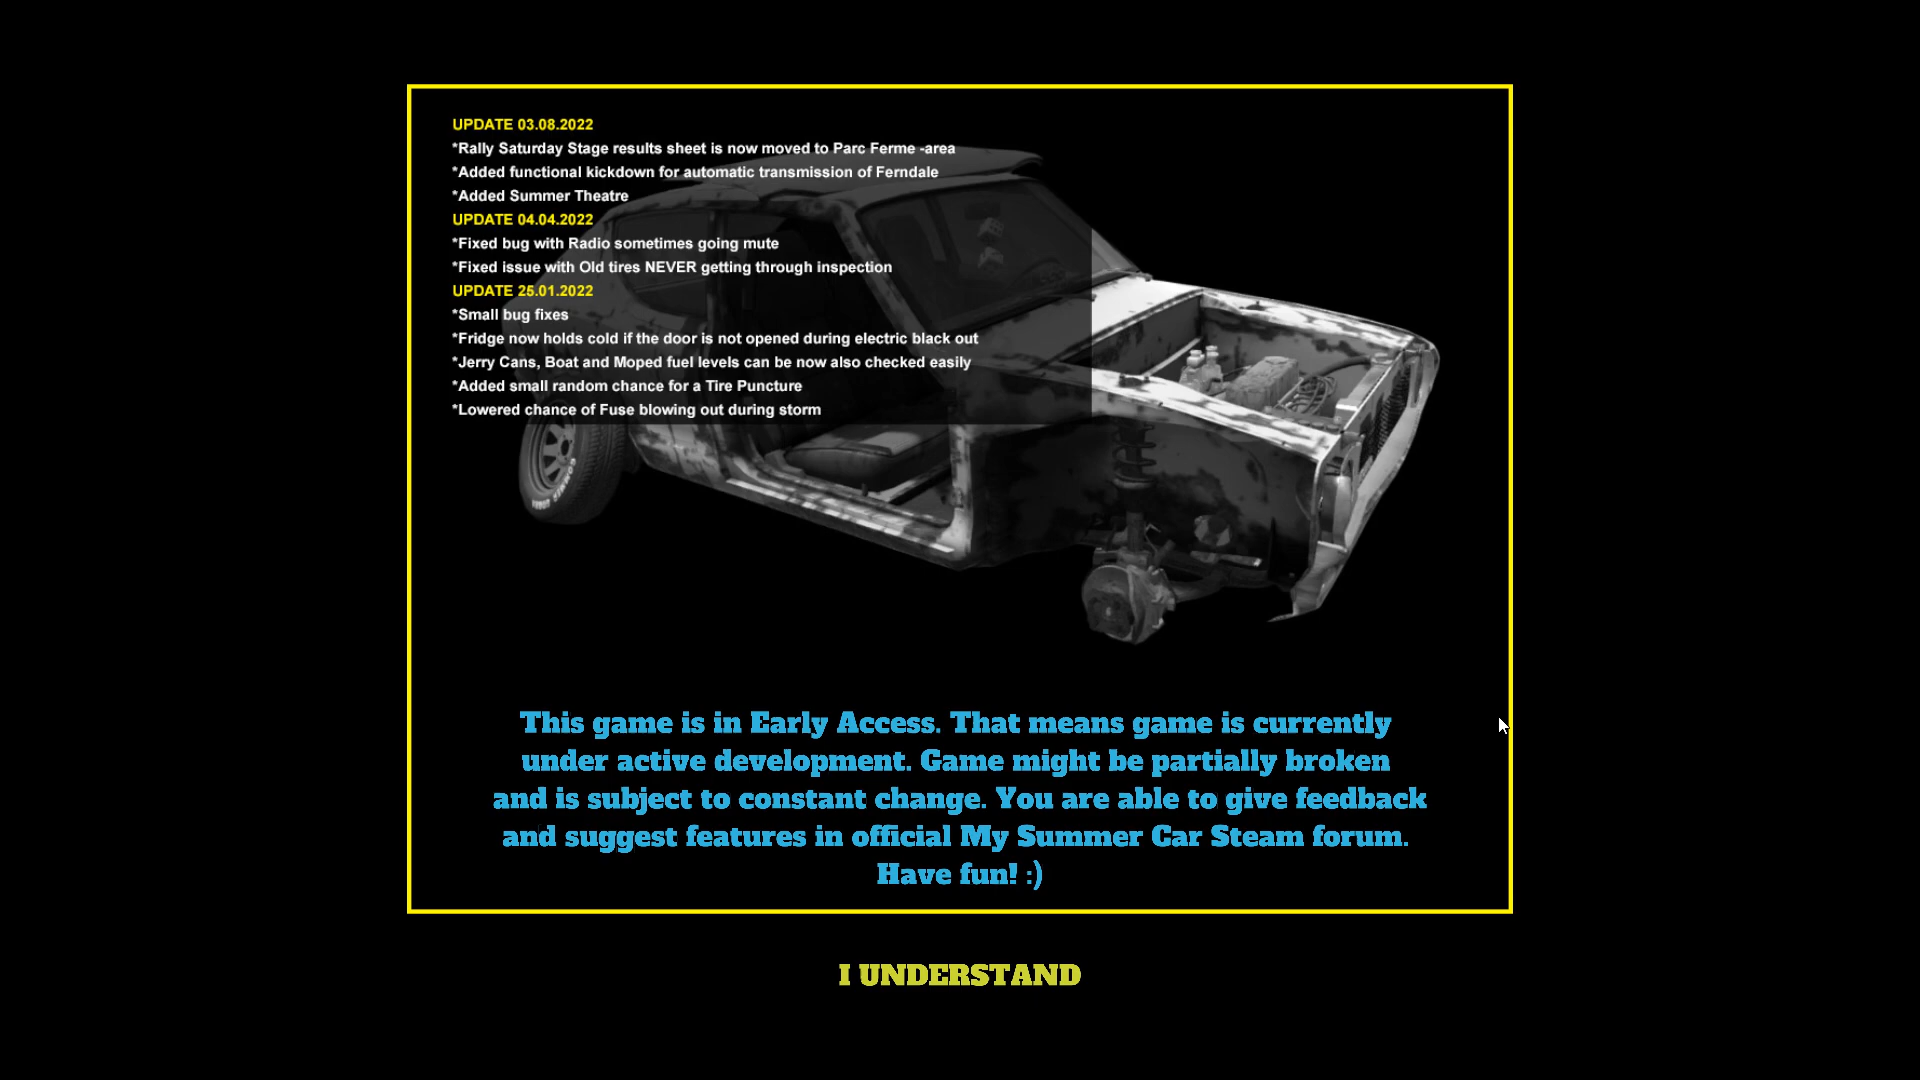 UPDATE 03.08.2022
*Rally Saturday Stage results sheet is now moved to Parc Ferme -area
*Added functional kickdown for automatic transmission of Ferndale
*Added Summer Theatre
UPDATE 04.04.2022
*Fixed bug with Radio sometimes going mute
*Fixed issue with Old tires NEVER getting through inspection
UPDATE 25.01.2022
*Small bug fixes
*Fridge now holds cold if the door is not opened during electric black out
*Jerry Cans, Boat and Moped fuel levels can be now also checked easily
*Added small random chance for a Tire Puncture
*Lowered chance of Fuse blowing out during storm
This game is in Early Access. That means game is currently
under active development. Game might be partially broken
and is subject to constant change. You are able to give feedback
and suggest features in official My Summer Car Steam forum.
Have fun! :)
I UNDERSTAND